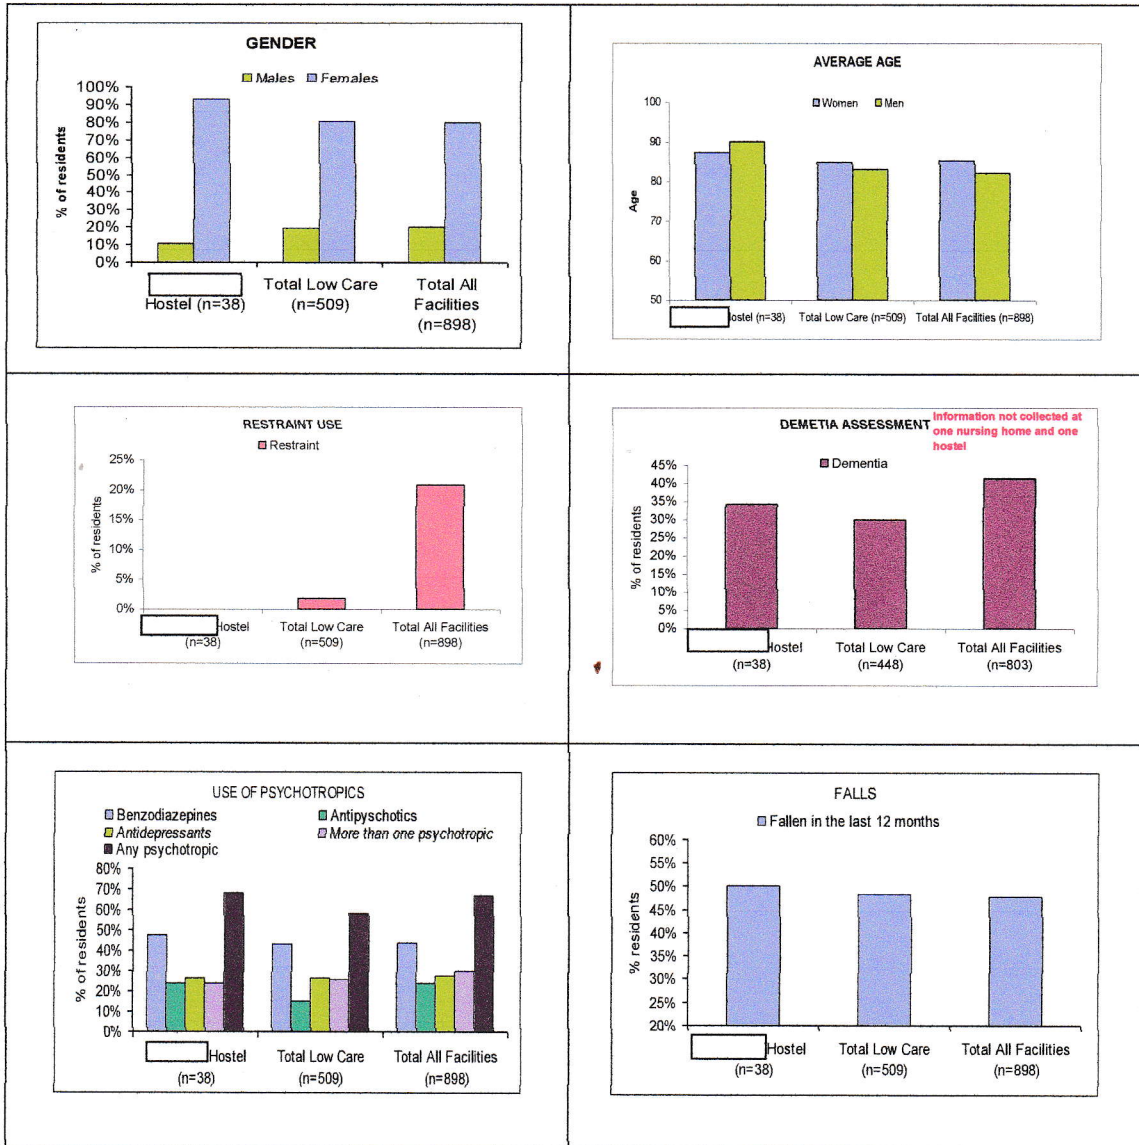 GENDER
Males Females
100%
90%
80%
70%
60%
50%
40%
30%
20%
10%
0%
% of residents
Hostel (n=38)
Total Low Care
(n=509)
Total All
Facilities
(n=898)
AVERAGE AGE
Women Men
100
90
80
70
60
50
Age
Hostel (n=38) Total Low Care (n=509) Total All Facilities (n=898)
RESTRAINT USE
Restraint
25%
20%
15%
10%
5%
0%
% of residents
Hostel Total Low Care Total All Facilities
(n=38) (n=509) (n=898)
DEMETIA ASSESSMENT
Information not collected at
one nursing home and one
hostel
Dementia
45%
40%
35%
30%
25%
20%
15%
10%
5%
0%
% of residents
Hostel Total Low Care Total All Facilities
(n=38) (n=448) (n=803)
USE OF PSYCHOTROPICS
Benzodiazepines Antipyschotics
Antidepressants More than one psychotropic
Any psychotropic
80%
70%
60%
50%
40%
30%
20%
10%
0%
% of residents
Hostel Total Low Care Total All Facilities
(n=38) (n=509) (n=898)
FALLS
Fallen in the last 12 months
60%
55%
50%
45%
40%
35%
30%
25%
20%
% residents
Hostel Total Low Care Total All Facilities
(n=38) (n=509) (n=898)